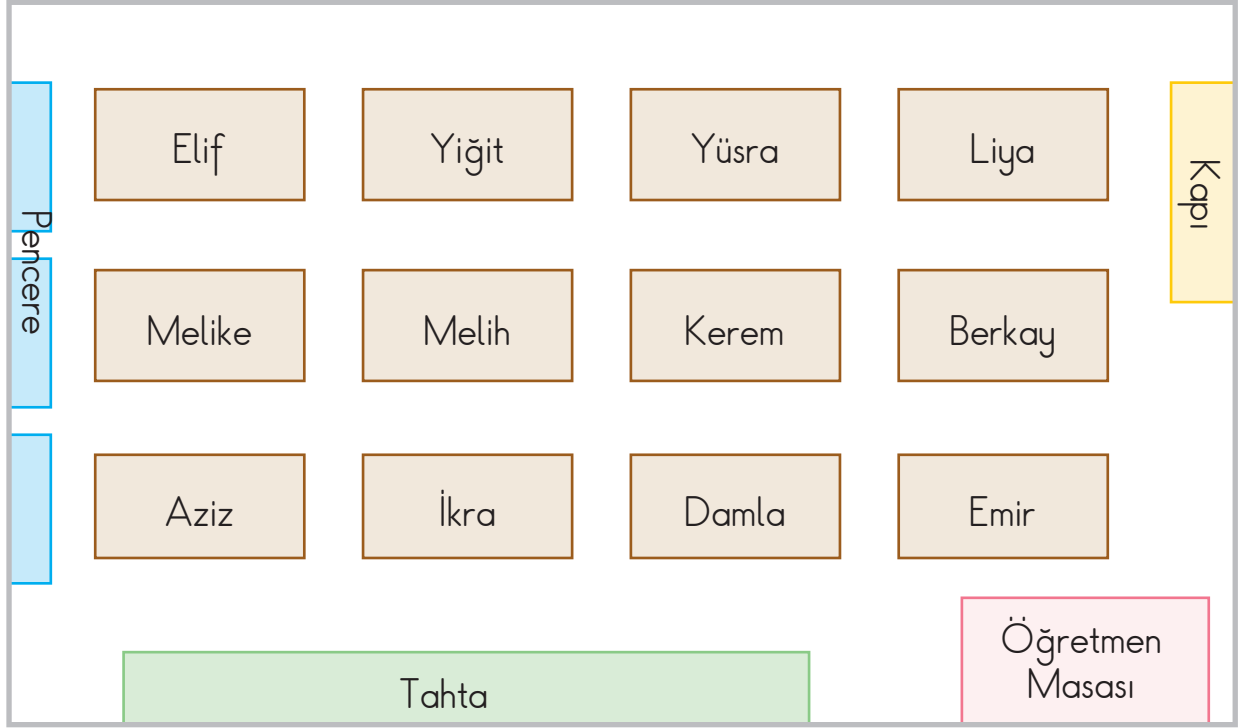 Elif
Yiğit
Yüsra
Liya
Kapı
Pencere
Melike
Melih
Kerem
Berkay
Aziz
İkra
Damla
Emir
Öğretmen
Masası
Tahta